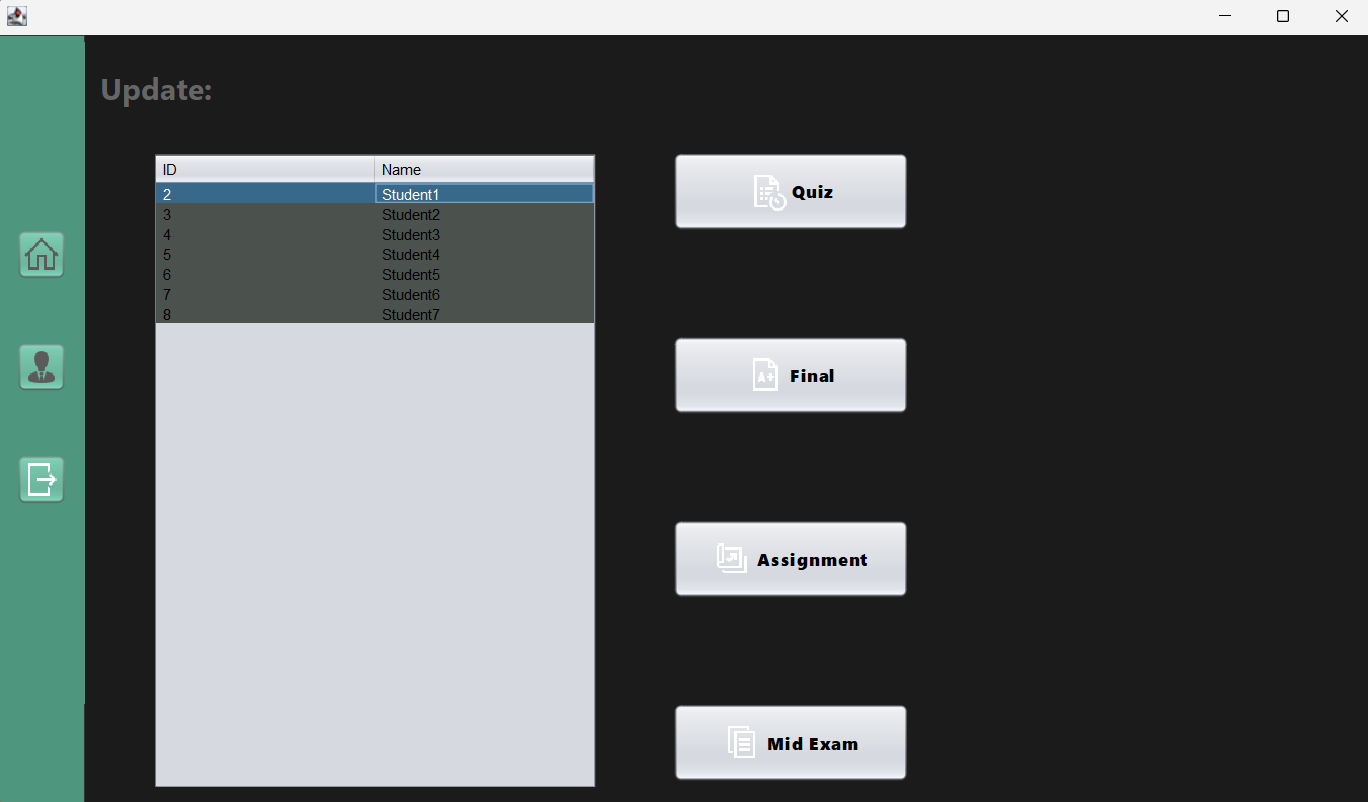 Update:
ID Name
2 Student1
3 Student2
4 Student3
5 Student4
6 Student5
7 Student6
8 Student7
Quiz
A+ Final
Assignment
Mid Exam